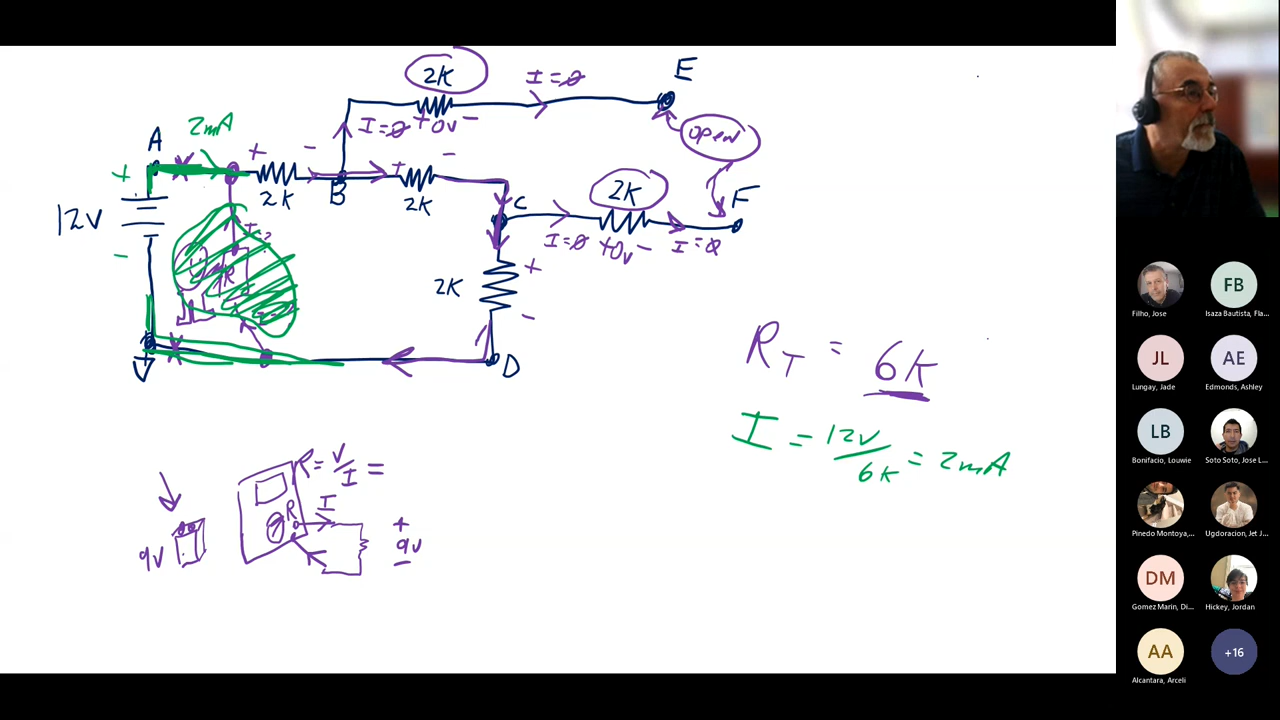 2K
I = 0
E
A
2mA
I = 0
+ 0v -
open
+
+ -
+ -
12V
2K
B
2K
C
2K
F
I = 0
+ 0v -
I = 0
-
R
2K
+
-
D
R_T = 6K
I = 12V / 6K = 2mA
R = V/I =
R
I
9V
+
9V
-
Filho, Jose
FB
Isaza Bautista, Fla...
JL
Lungay, Jade
AE
Edmonds, Ashley
LB
Bonifacio, Louwie
Soto Soto, Jose L...
Pinedo Montoya,...
Ugdoracion, Jet J...
DM
Gomez Marin, Di...
Hickey, Jordan
AA
Alcantara, Arceli
+16